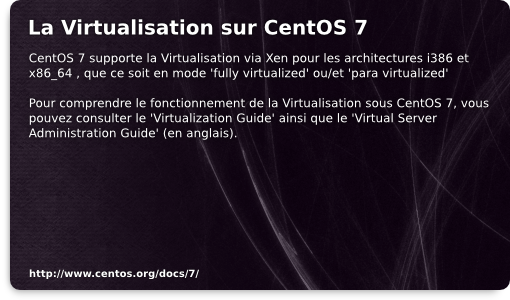 La Virtualisation sur CentOS 7
CentOS 7 supporte la Virtualisation via Xen pour les architectures i386 et
x86_64 , que ce soit en mode 'fully virtualized' ou/et 'para virtualized'
Pour comprendre le fonctionnement de la Virtualisation sous CentOS 7, vous
pouvez consulter le 'Virtualization Guide' ainsi que le 'Virtual Server
Administration Guide' (en anglais).
http://www.centos.org/docs/7/